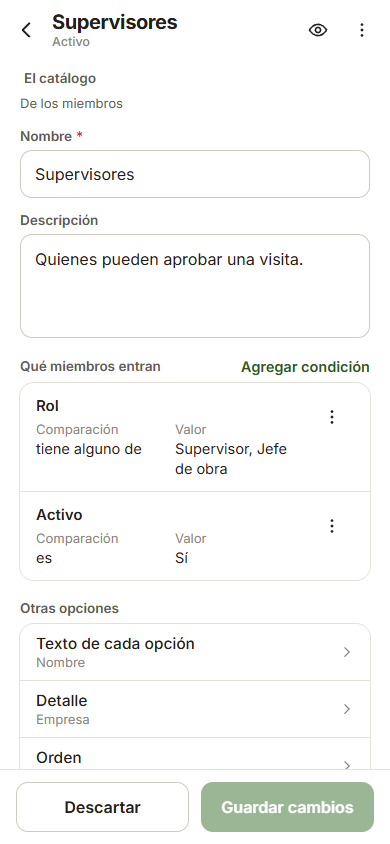 Supervisores
Activo
El catálogo
De los miembros
Nombre *
Supervisores
Descripción
Quienes pueden aprobar una visita.
Qué miembros entran
Agregar condición
Rol
Comparación
Valor
tiene alguno de
Supervisor, Jefe
de obra
Activo
Comparación
Valor
es
Sí
Otras opciones
Texto de cada opción
Nombre
Detalle
Empresa
Orden
Descartar
Guardar cambios